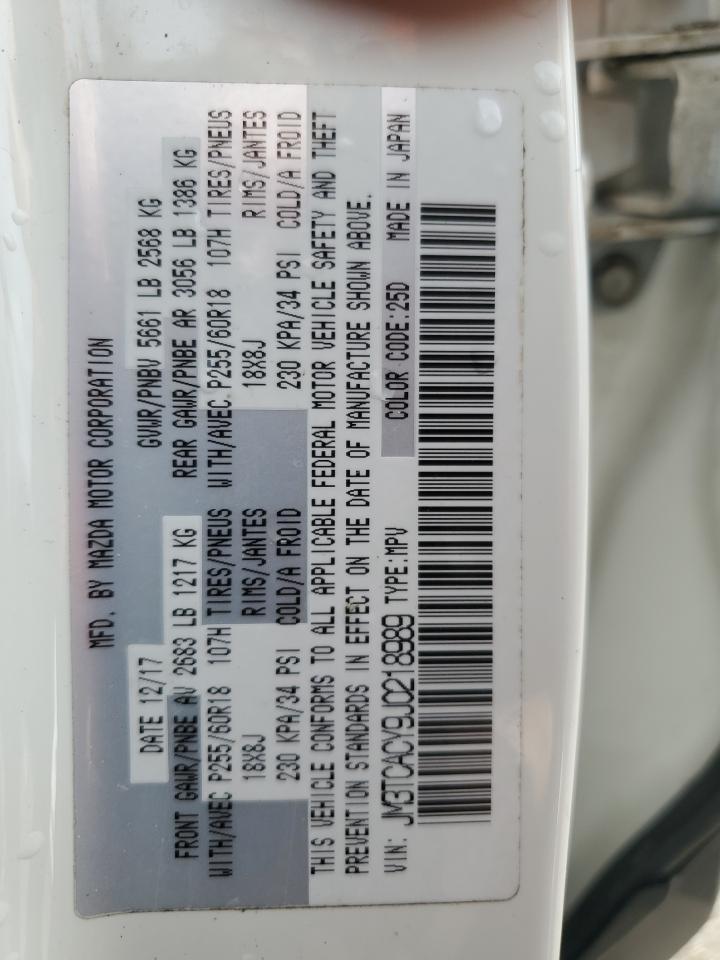 MFD. BY MAZDA MOTOR CORPORATION
DATE 12/17 GVWR/PNBV 5661 LB 2568 KG
FRONT GAWR/PNBE AV 2683 LB 1217 KG REAR GAWR/PNBE AR 3056 LB 1386 KG
WITH/AVEC P255/60R18 107H TIRES/PNEUS WITH/AVEC P255/60R18 107H TIRES/PNEUS
18X8J RIMS/JANTES 18X8J RIMS/JANTES
230 KPA/34 PSI COLD/A FROID 230 KPA/34 PSI COLD/A FROID
THIS VEHICLE CONFORMS TO ALL APPLICABLE FEDERAL MOTOR VEHICLE SAFETY AND THEFT
PREVENTION STANDARDS IN EFFECT ON THE DATE OF MANUFACTURE SHOWN ABOVE.
VIN: JM3TCACY9J0218989 TYPE:MPV COLOR CODE:25D MADE IN JAPAN